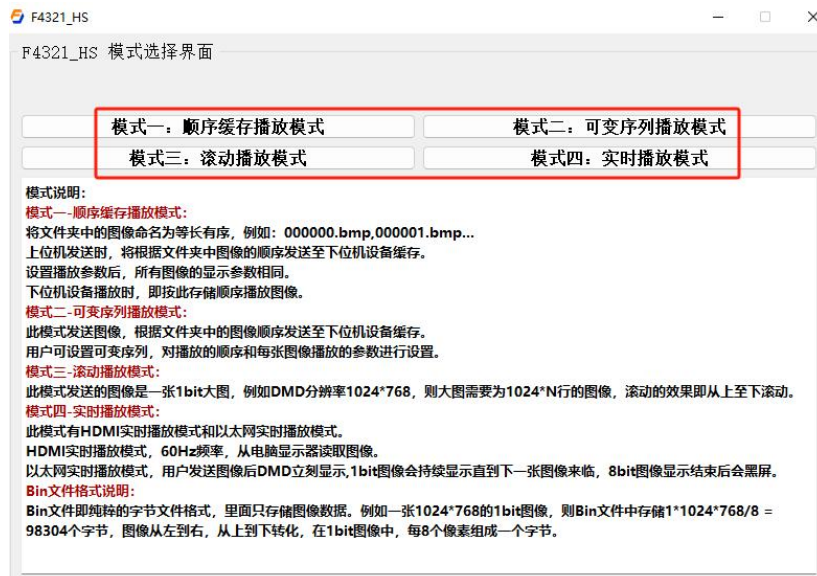 F4321_HS
F4321_HS 模式选择界面
模式一：顺序缓存播放模式
模式二：可变序列播放模式
模式三：滚动播放模式
模式四：实时播放模式
模式说明：
模式一-顺序缓存播放模式：
将文件夹中的图像命名为等长有序，例如：000000.bmp,000001.bmp...
上位机发送时，将根据文件夹中图像的顺序发送至下位机设备缓存。
设置播放参数后，所有图像的显示参数相同。
下位机设备播放时，即按此存储顺序播放图像。
模式二-可变序列播放模式：
此模式发送图像，根据文件夹中的图像顺序发送至下位机设备缓存。
用户可设置可变序列，对播放的顺序和每张图像播放的参数进行设置。
模式三-滚动播放模式：
此模式发送的图像是一张1bit大图，例如DMD分辨率1024*768，则大图需要为1024*N行的图像，滚动的效果即从上至下滚动。
模式四-实时播放模式：
此模式有HDMI实时播放模式和以太网实时播放模式。
HDMI实时播放模式，60Hz频率，从电脑显示器读取图像。
以太网实时播放模式，用户发送图像后DMD立刻显示,1bit图像会持续显示直到下一张图像来临，8bit图像显示结束后会黑屏。
Bin文件格式说明：
Bin文件即纯粹的字节文件格式，里面只存储图像数据。例如一张1024*768的1bit图像，则Bin文件中存储1*1024*768/8 =
98304个字节，图像从左到右，从上到下转化，在1bit图像中，每8个像素组成一个字节。